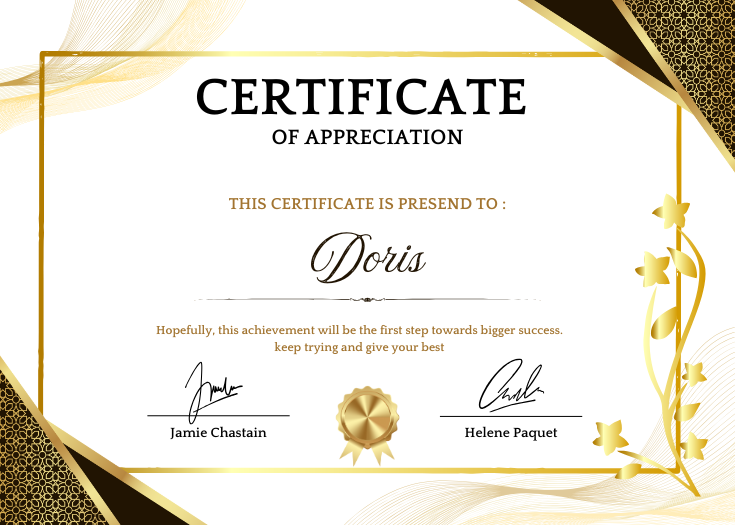 CERTIFICATE
OF APPRECIATION
THIS CERTIFICATE IS PRESEND TO :
Doris
Hopefully, this achievement will be the first step towards bigger success.
keep trying and give your best
Jamie Chastain
Helene Paquet